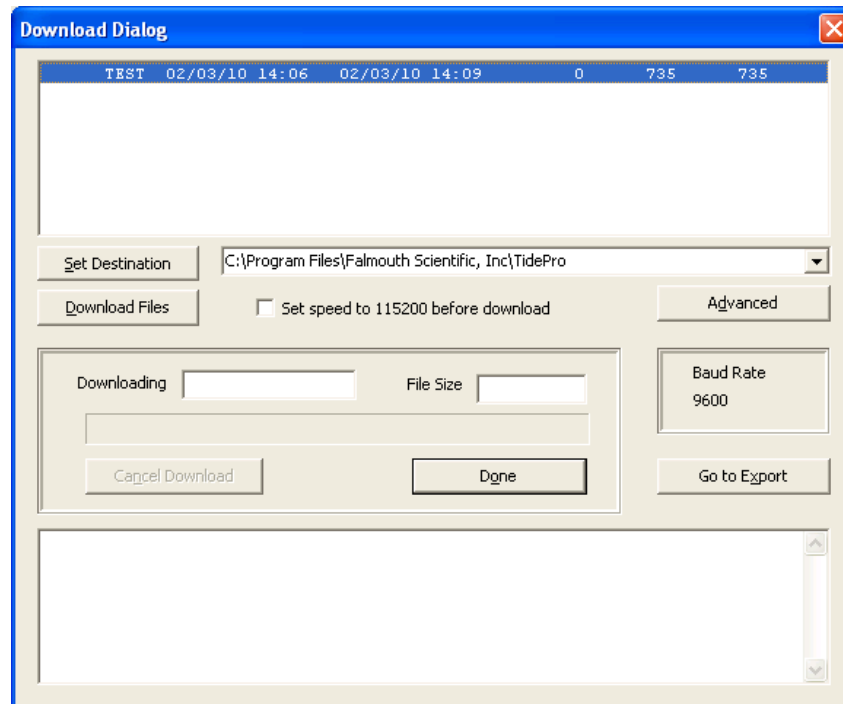 Download Dialog
TEST 02/03/10 14:06 02/03/10 14:09 0 735 735
Set Destination C:\Program Files\Falmouth Scientific, Inc\TidePro
Download Files Set speed to 115200 before download Advanced
Downloading File Size
Baud Rate
9600
Cancel Download Done Go to Export